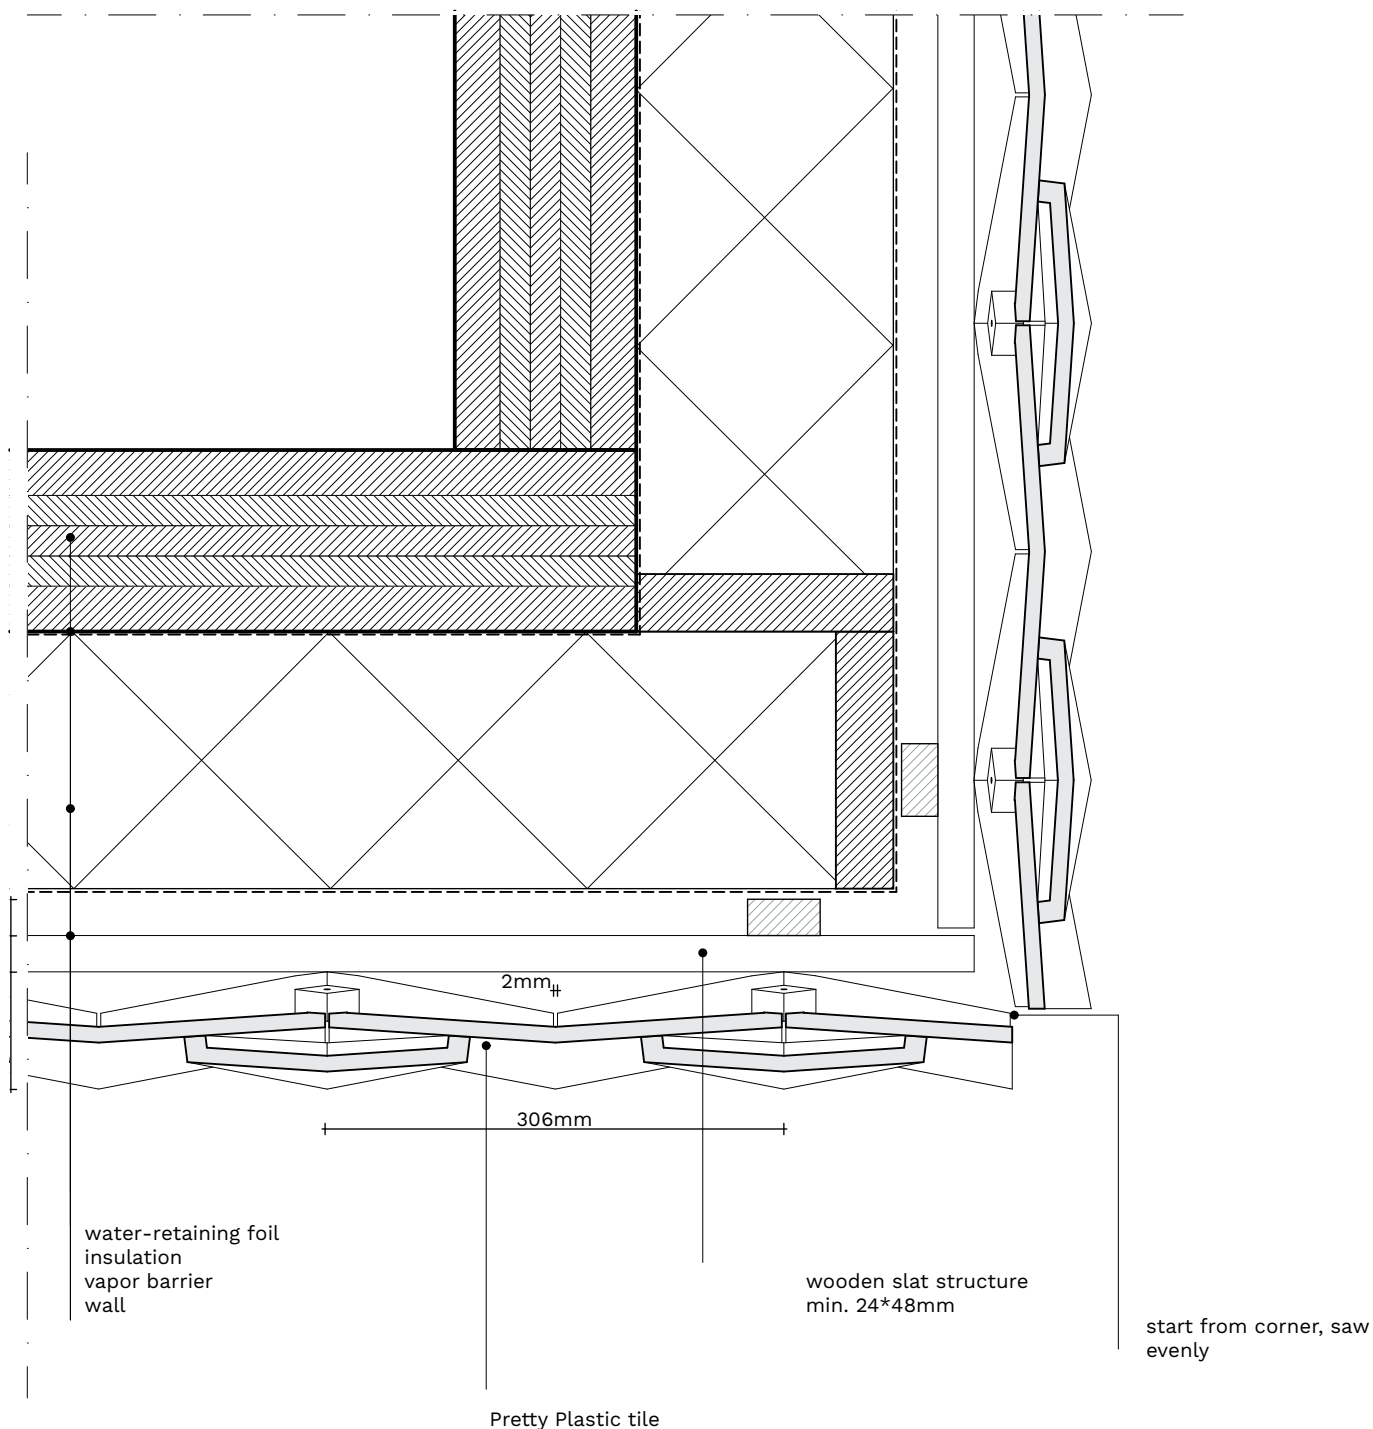 2mm
306mm
water-retaining foil
insulation
vapor barrier
wall
wooden slat structure
min. 24*48mm
start from corner, saw
evenly
Pretty Plastic tile